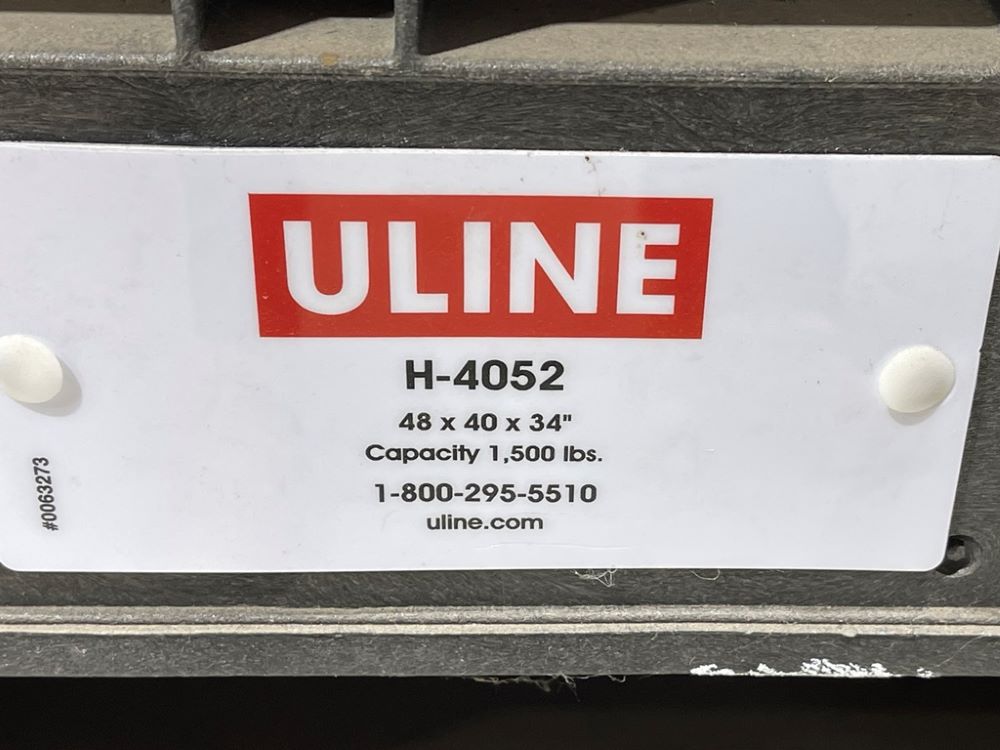 ULINE
H-4052
48 x 40 x 34"
Capacity 1,500 lbs.
1-800-295-5510
uline.com
#0063273